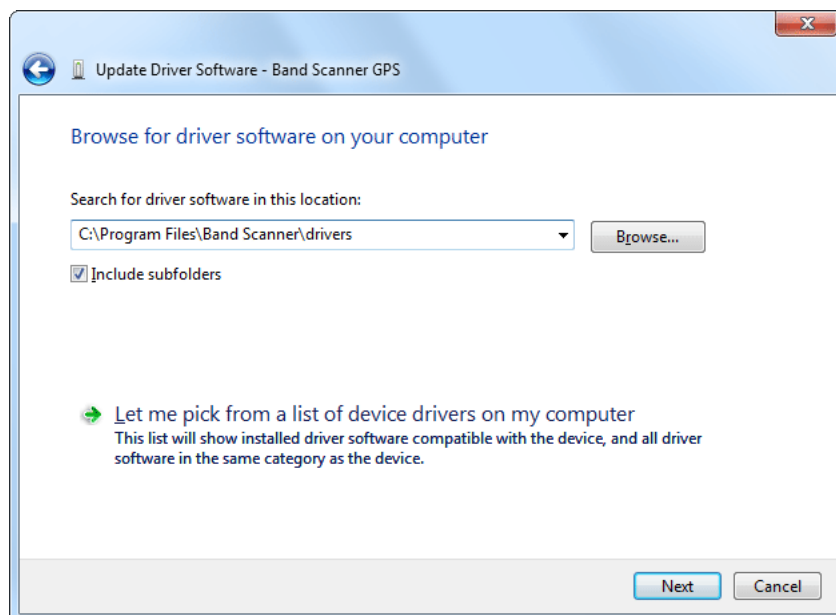 Update Driver Software - Band Scanner GPS
Browse for driver software on your computer
Search for driver software in this location:
C:\Program Files\Band Scanner\drivers
Browse...
Include subfolders
Let me pick from a list of device drivers on my computer
This list will show installed driver software compatible with the device, and all driver
software in the same category as the device.
Next
Cancel